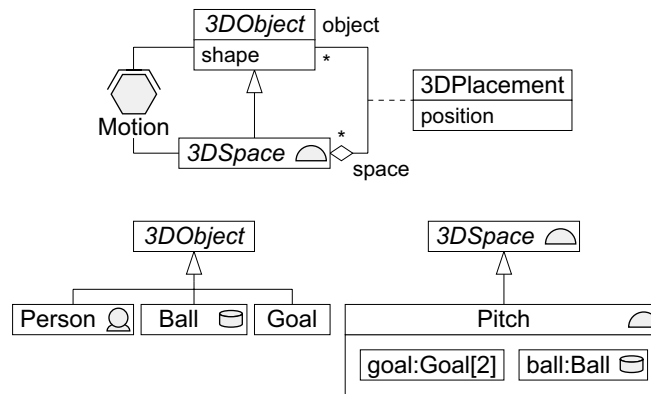 3DObject object
shape
*
3DPlacement
position
Motion
*
3DSpace
space
3DObject
3DSpace
Person
Ball
Goal
Pitch
goal:Goal[2]
ball:Ball